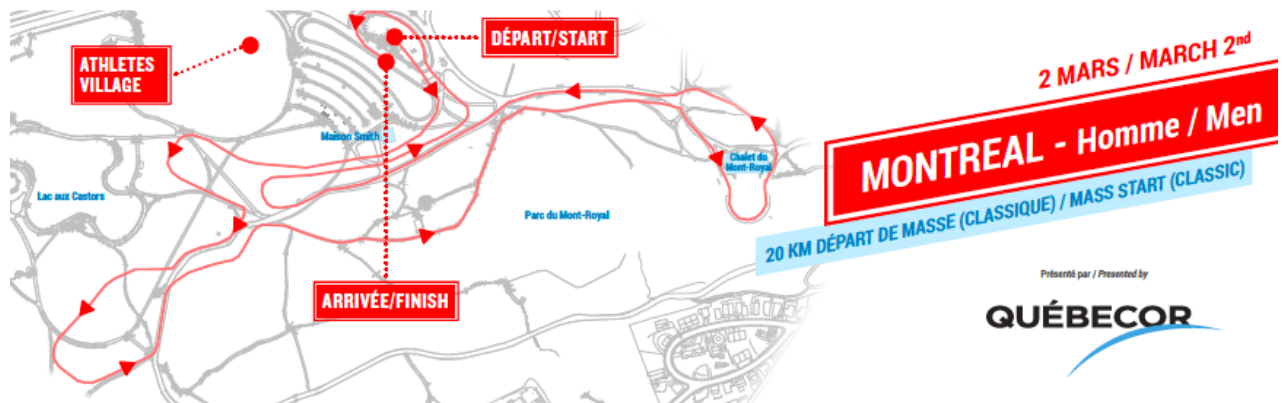 ATHLETES
VILLAGE
DÉPART/START
Maison Smith
Lac aux Castors
Chalet du
Mont-Royal
Parc du Mont-Royal
ARRIVÉE/FINISH
2 MARS / MARCH 2nd
MONTREAL - Homme / Men
20 KM DÉPART DE MASSE (CLASSIQUE) / MASS START (CLASSIC)
Présenté par / Presented by
QUÉBECOR